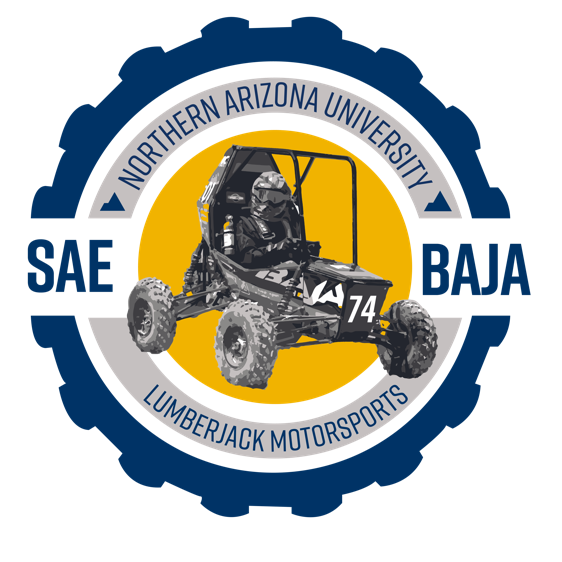 NORTHERN ARIZONA UNIVERSITY
SAE BAJA
74
LUMBERJACK MOTORSPORTS